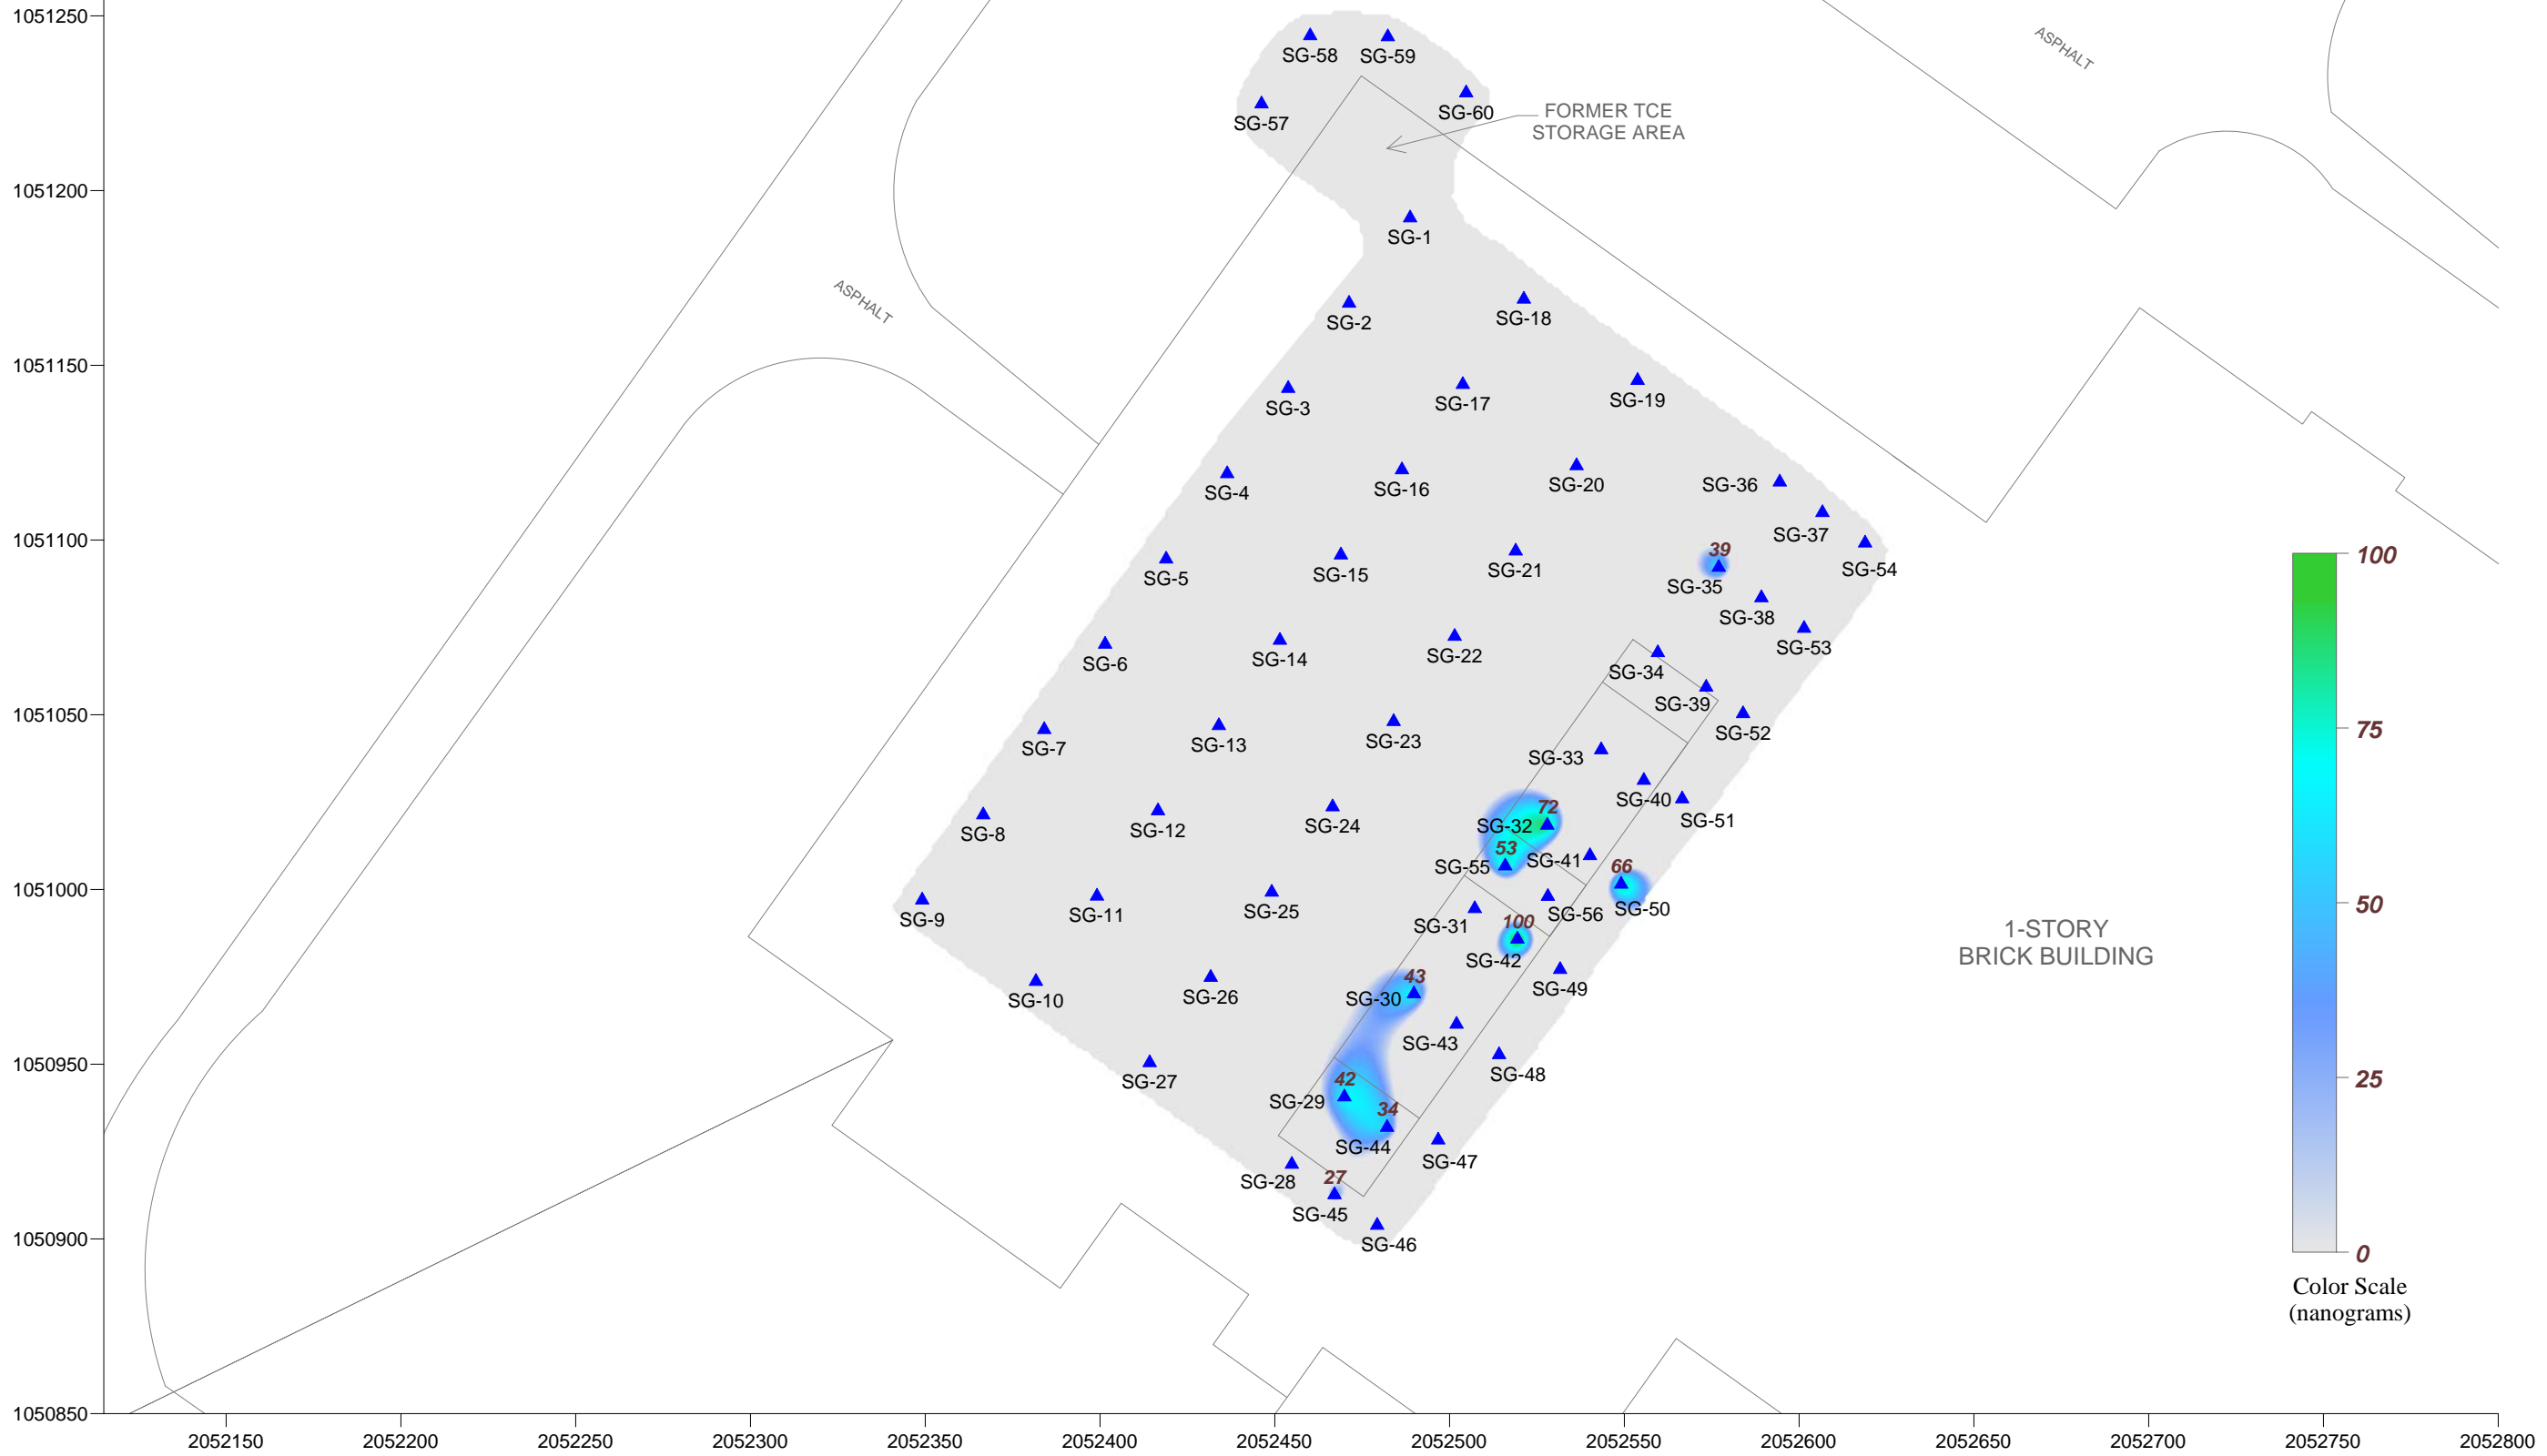 1051250
SG-58
SG-59
ASPHALT
SG-57
SG-60
FORMER TCE
STORAGE AREA
1051200
SG-1
ASPHALT
SG-2
SG-18
1051150
SG-3
SG-17
SG-19
SG-4
SG-16
SG-20
SG-36
SG-37
1051100
39
SG-54
100
SG-5
SG-15
SG-21
SG-35
SG-38
SG-6
SG-14
SG-22
SG-53
SG-34
SG-39
1051050
SG-7
SG-13
SG-23
SG-52
75
SG-33
SG-40
72
SG-51
SG-8
SG-12
SG-24
SG-32
53
SG-55
SG-41
66
1051000
50
SG-9
SG-11
SG-25
SG-31
100
SG-56
SG-50
1-STORY
BRICK BUILDING
SG-42
43
SG-49
SG-10
SG-26
SG-30
SG-43
1050950
SG-27
SG-48
42
25
SG-29
34
SG-44
SG-47
27
SG-28
SG-45
1050900
SG-46
0
Color Scale
(nanograms)
1050850
2052150
2052200
2052250
2052300
2052350
2052400
2052450
2052500
2052550
2052600
2052650
2052700
2052750
2052800